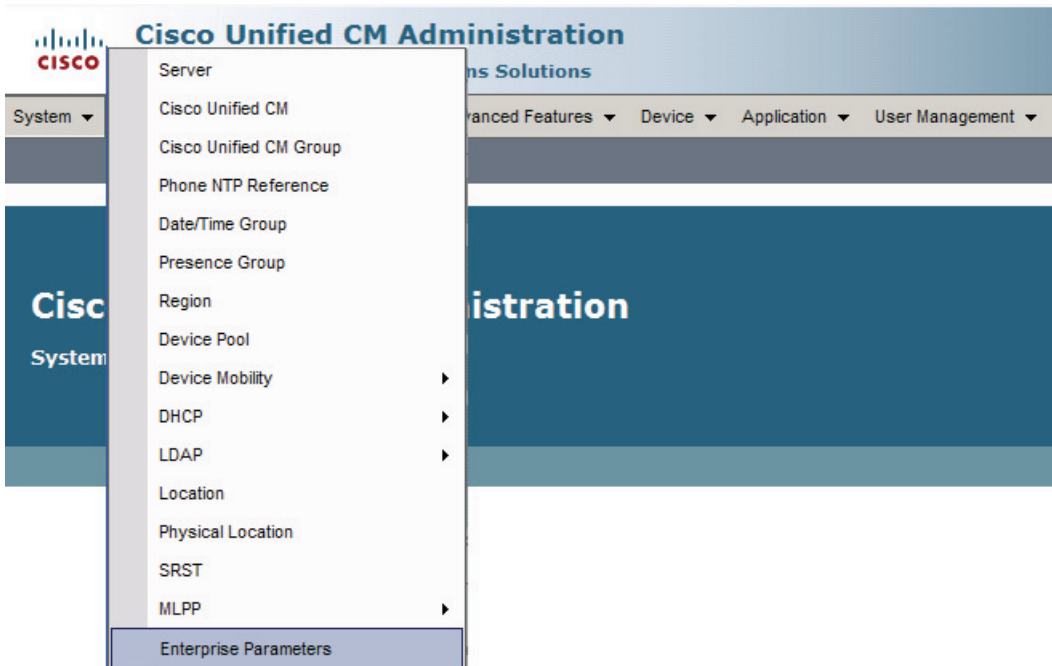 Cisco Unified CM Administration
CISCO
ns Solutions
System
vanced Features
Device
Application
User Management
Server
Cisco Unified CM
Cisco Unified CM Group
Phone NTP Reference
Date/Time Group
Presence Group
Region
Device Pool
Device Mobility
DHCP
LDAP
Location
Physical Location
SRST
MLPP
Enterprise Parameters
Cisc
istration
System